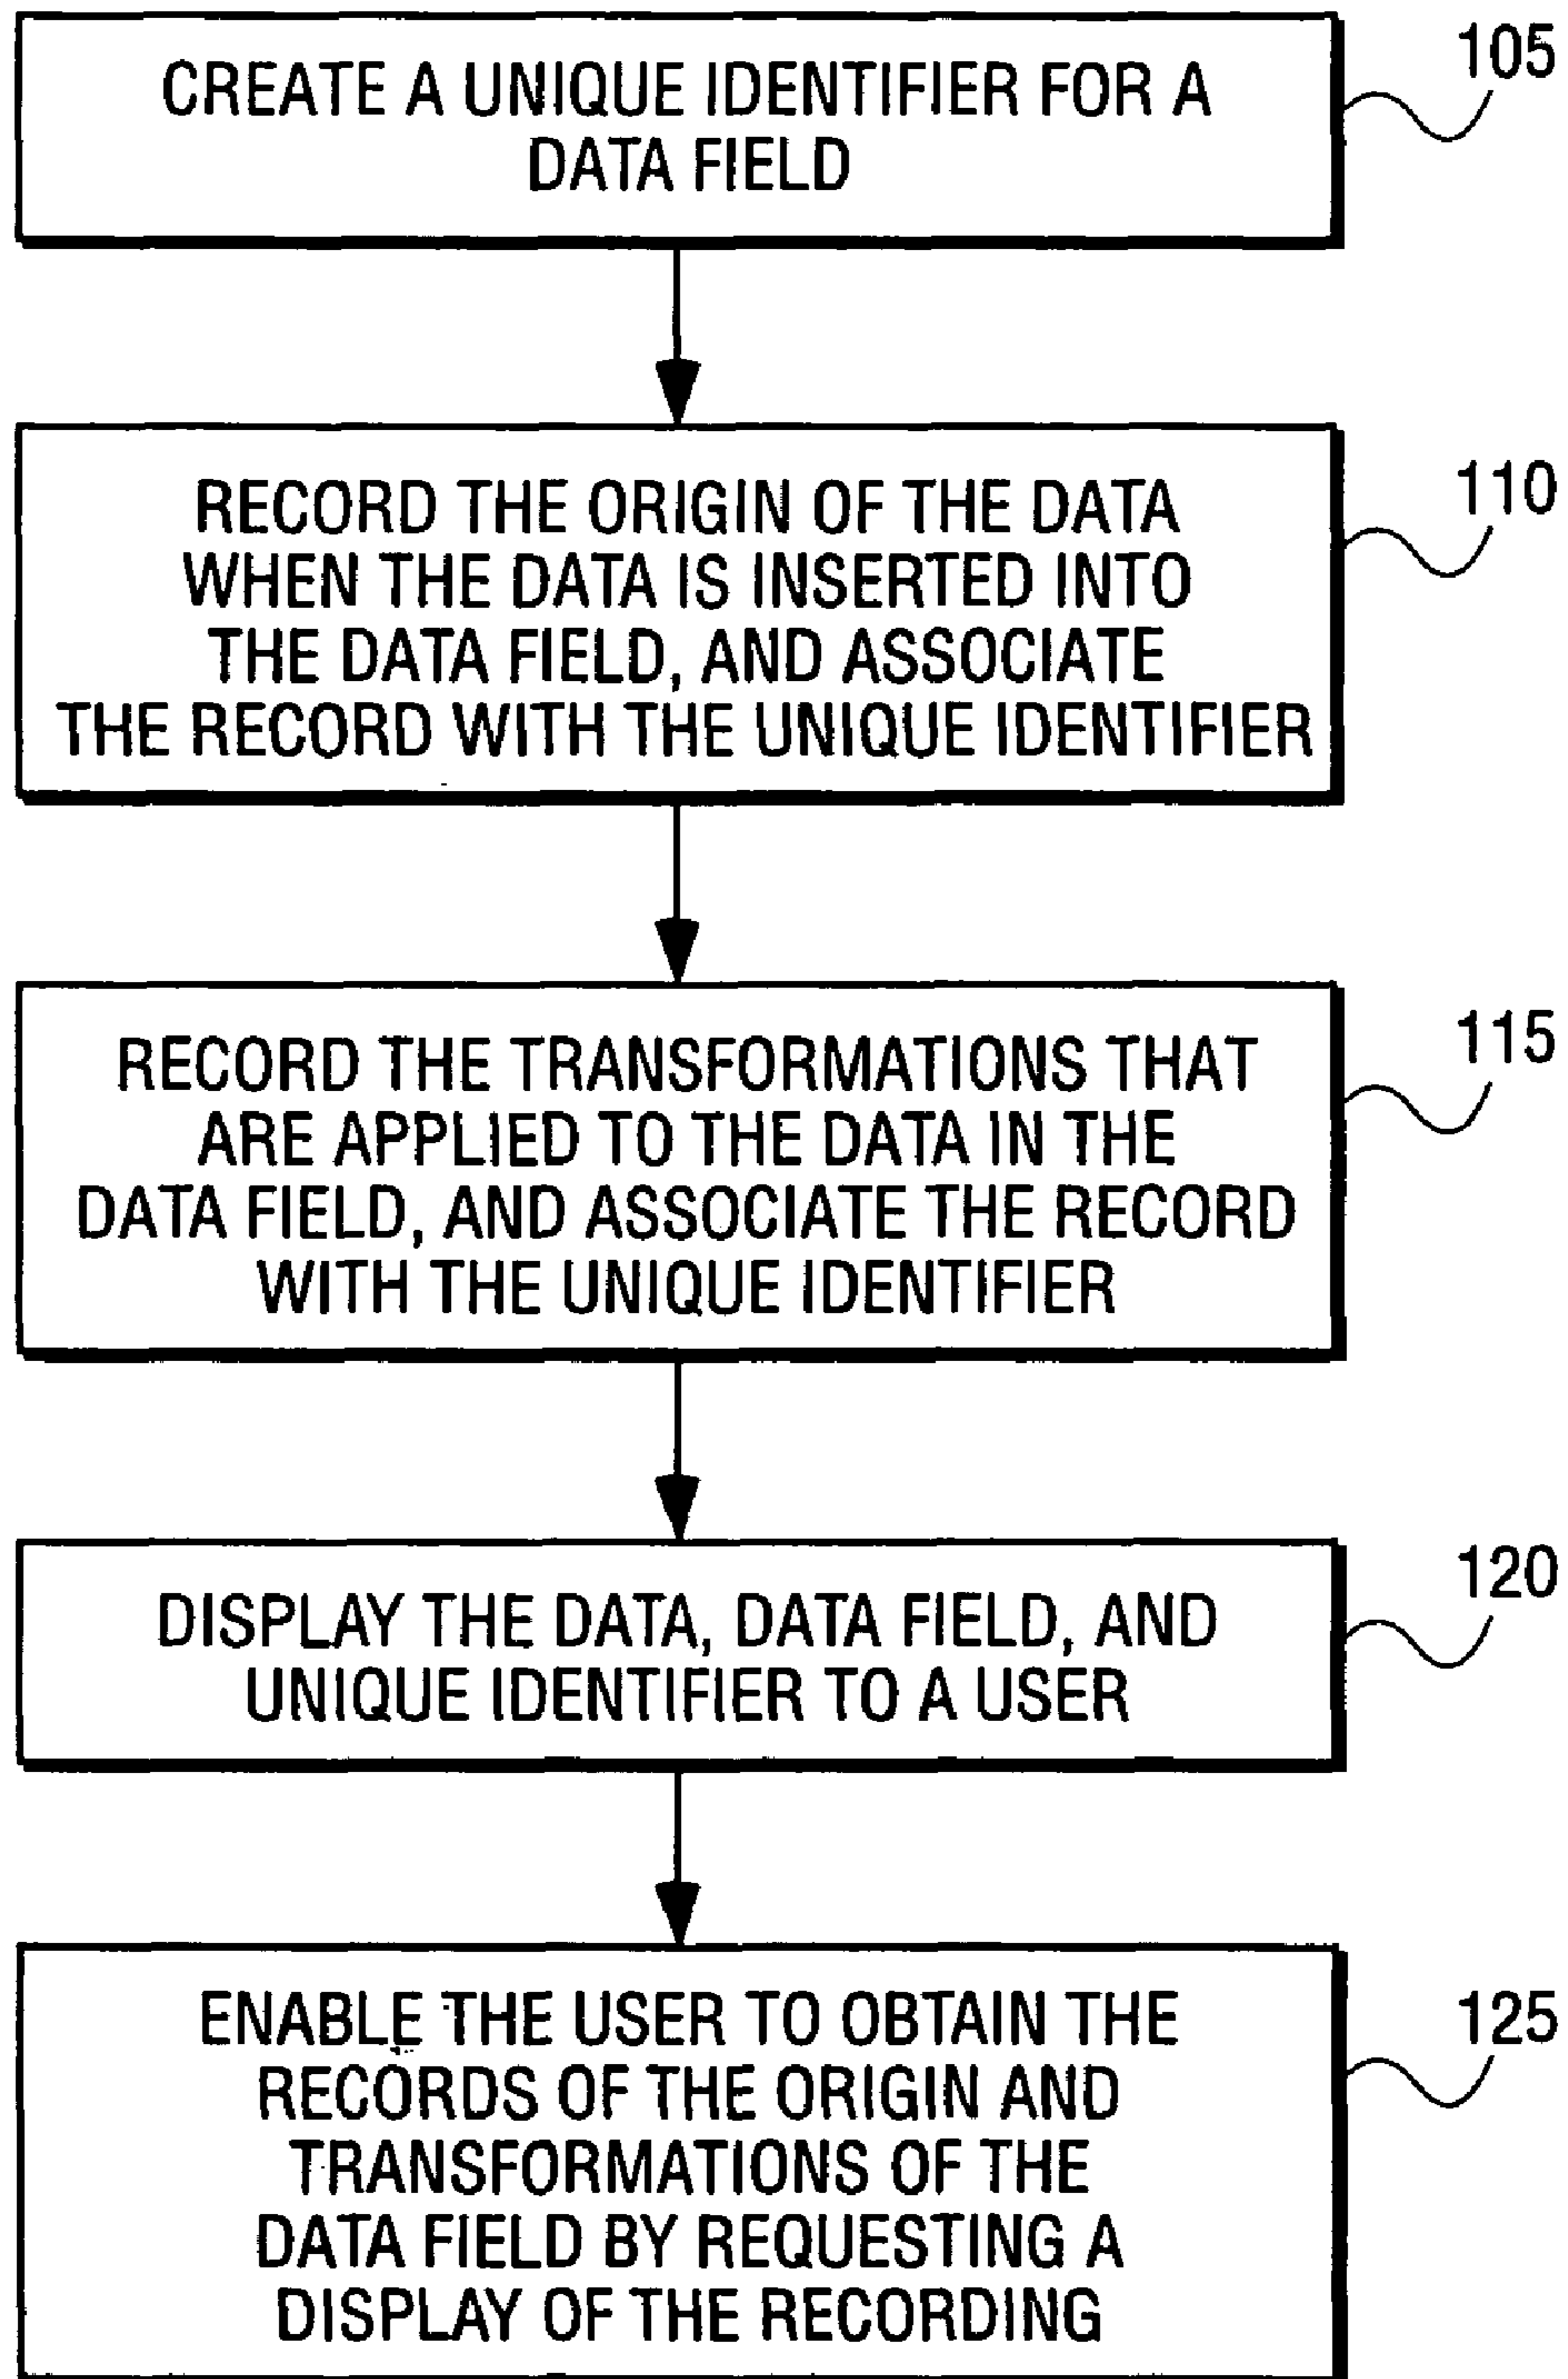 CREATE A UNIQUE IDENTIFIER FOR A
DATA FIELD
105
RECORD THE ORIGIN OF THE DATA
WHEN THE DATA IS INSERTED INTO
THE DATA FIELD, AND ASSOCIATE
THE RECORD WITH THE UNIQUE IDENTIFIER
110
RECORD THE TRANSFORMATIONS THAT
ARE APPLIED TO THE DATA IN THE
DATA FIELD, AND ASSOCIATE THE RECORD
WITH THE UNIQUE IDENTIFIER
115
DISPLAY THE DATA, DATA FIELD, AND
UNIQUE IDENTIFIER TO A USER
120
ENABLE THE USER TO OBTAIN THE
RECORDS OF THE ORIGIN AND
TRANSFORMATIONS OF THE
DATA FIELD BY REQUESTING A
DISPLAY OF THE RECORDING
125